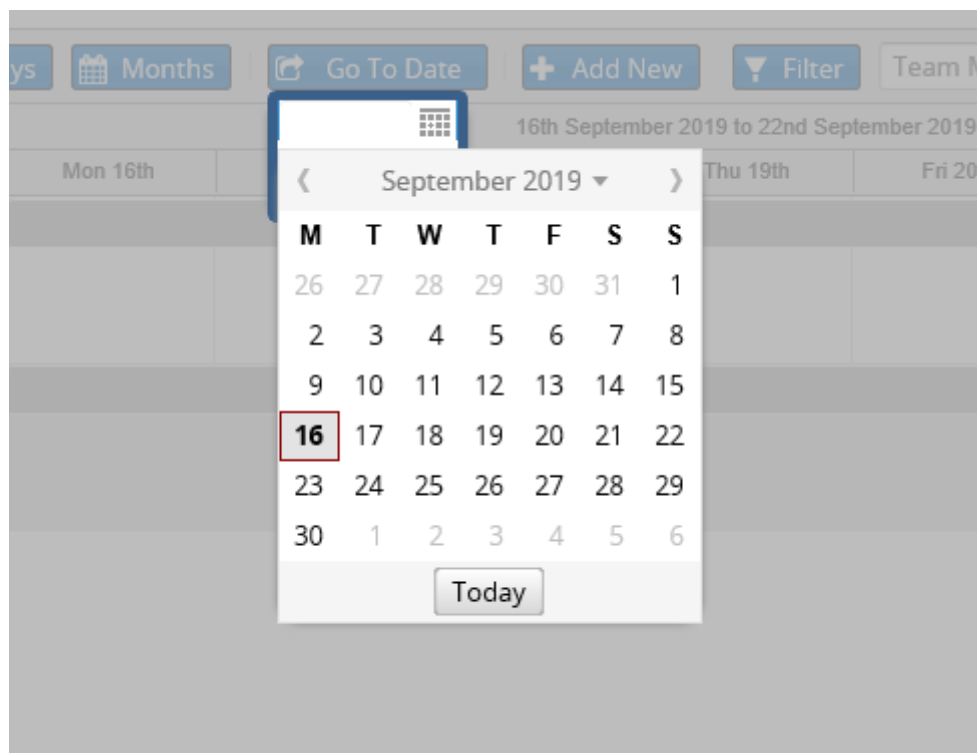 ys Months Go To Date Add New Filter Team M
16th September 2019 to 22nd September 2019
Mon 16th Thu 19th Fri 20
September 2019
M T W T F S S
26 27 28 29 30 31 1
2 3 4 5 6 7 8
9 10 11 12 13 14 15
16 17 18 19 20 21 22
23 24 25 26 27 28 29
30 1 2 3 4 5 6
Today